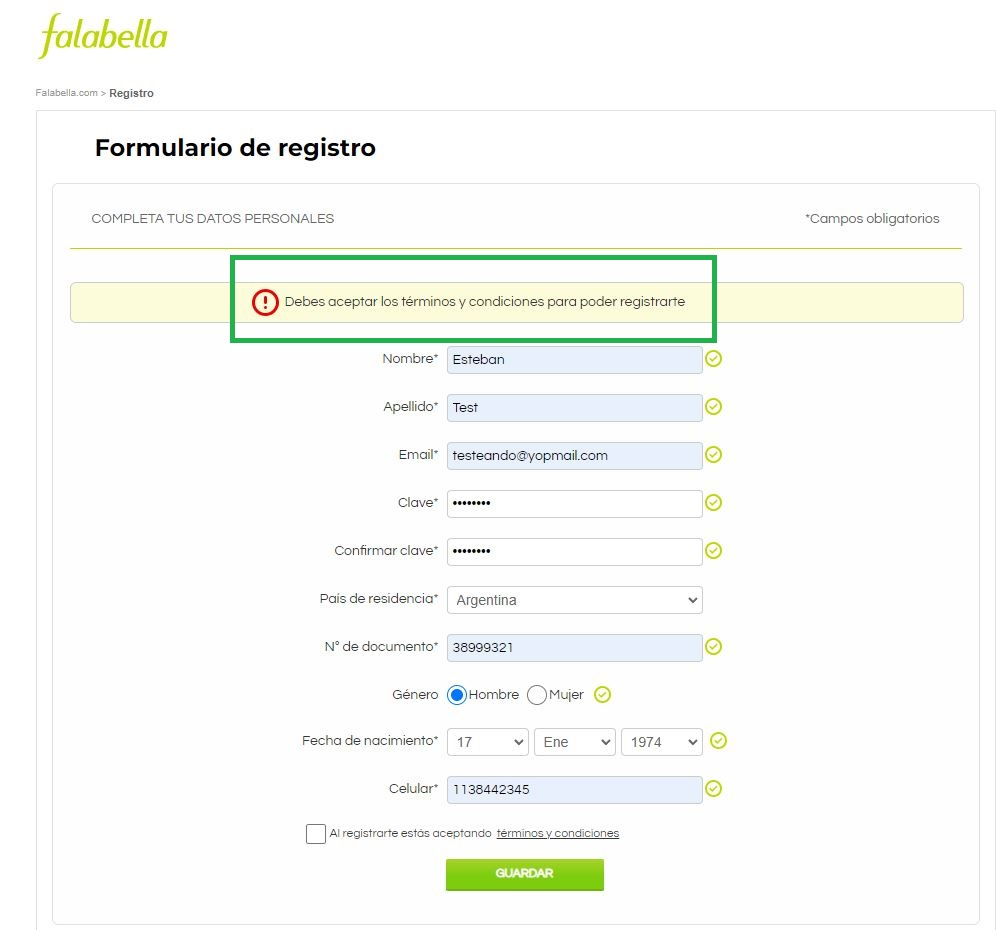 falabella
Falabella.com > Registro
Formulario de registro
COMPLETA TUS DATOS PERSONALES *Campos obligatorios
Debes aceptar los términos y condiciones para poder registrarte
Nombre* Esteban
Apellido* Test
Email* testeando@yopmail.com
Clave* ••••••••
Confirmar clave* ••••••••
País de residencia* Argentina
N° de documento* 38999321
Género Hombre Mujer
Fecha de nacimiento* 17 Ene 1974
Celular* 1138442345
Al registrarte estás aceptando términos y condiciones
GUARDAR